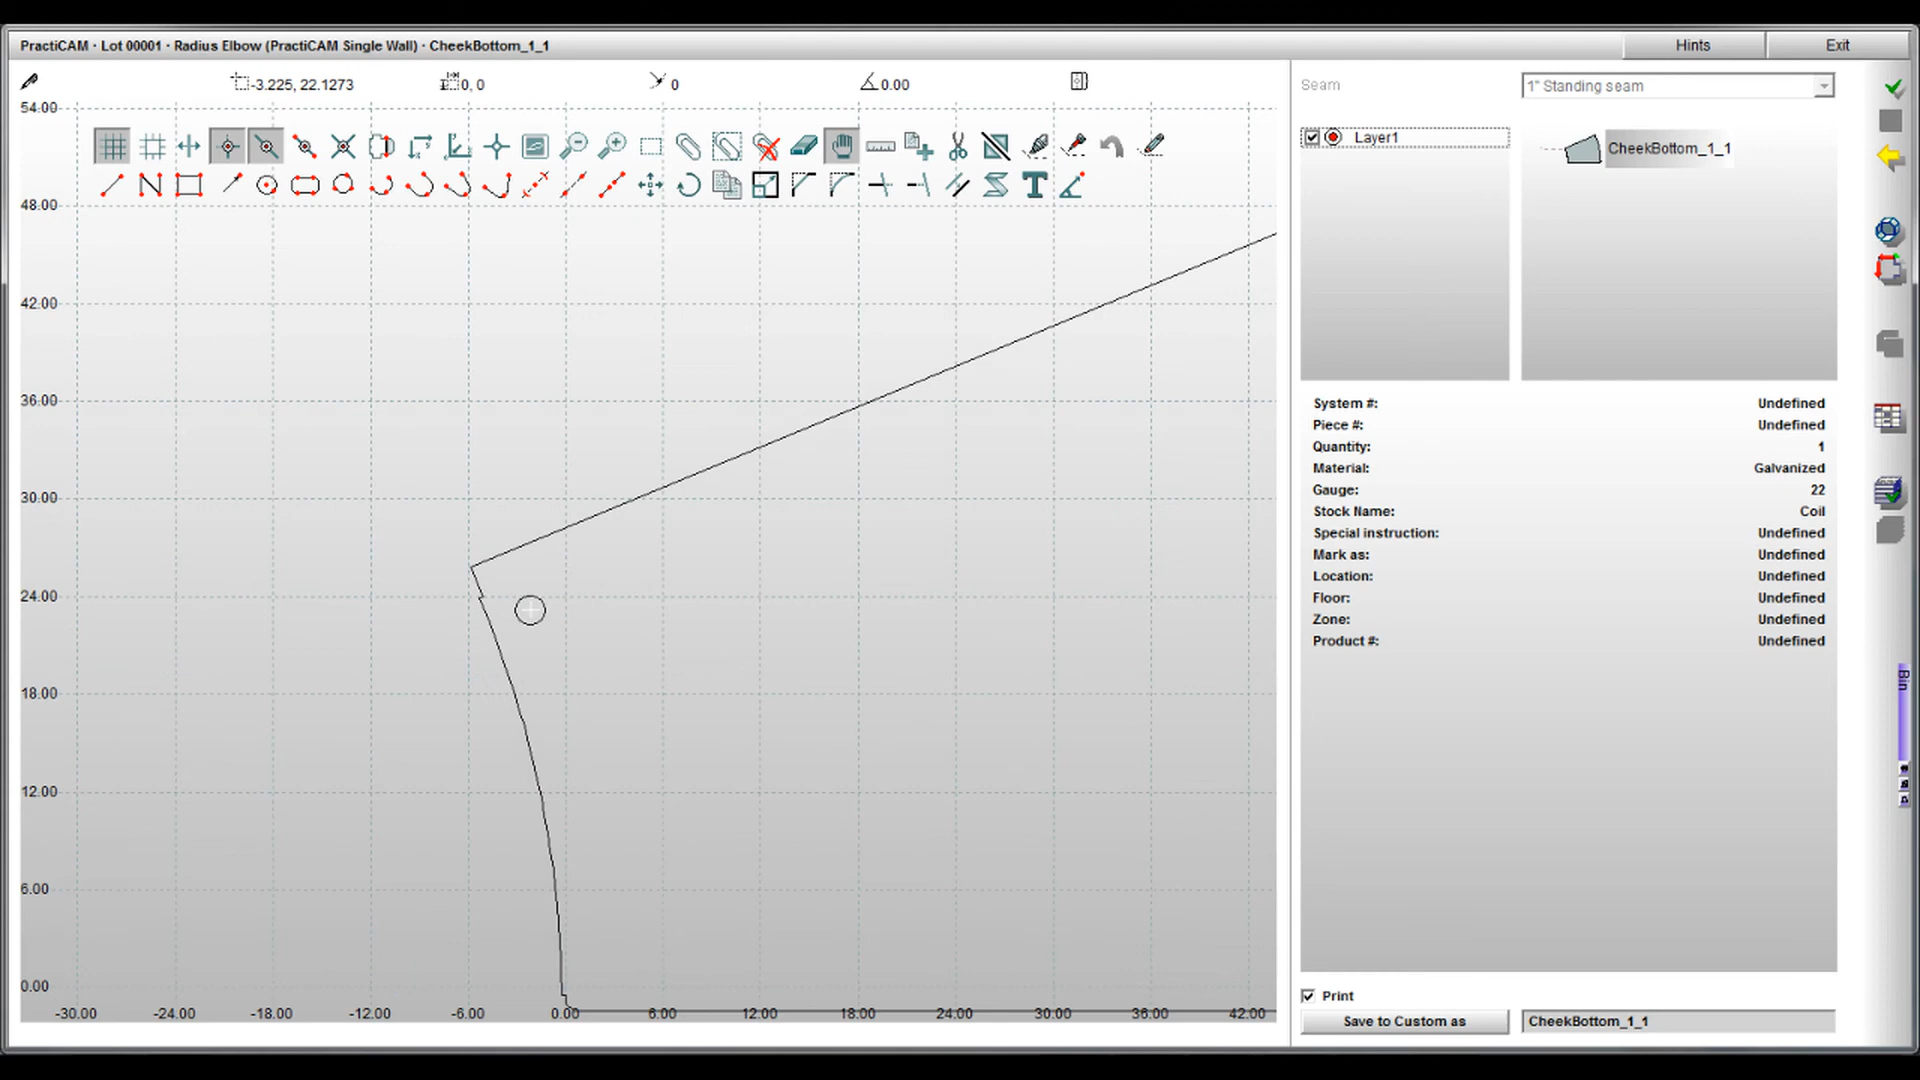 PractiCAM · Lot 00001 · Radius Elbow (PractiCAM Single Wall) · CheekBottom_1_1
Hints
Exit
-3.225, 22.1273
0, 0
0
0.00
Seam
1" Standing seam
Layer1
CheekBottom_1_1
54.00
48.00
42.00
36.00
30.00
24.00
18.00
12.00
6.00
0.00
-30.00 -24.00 -18.00 -12.00 -6.00 0.00 6.00 12.00 18.00 24.00 30.00 36.00 42.00
System #: Undefined
Piece #: Undefined
Quantity: 1
Material: Galvanized
Gauge: 22
Stock Name: Coil
Special instruction: Undefined
Mark as: Undefined
Location: Undefined
Floor: Undefined
Zone: Undefined
Product #: Undefined
Bin
Print
Save to Custom as
CheekBottom_1_1